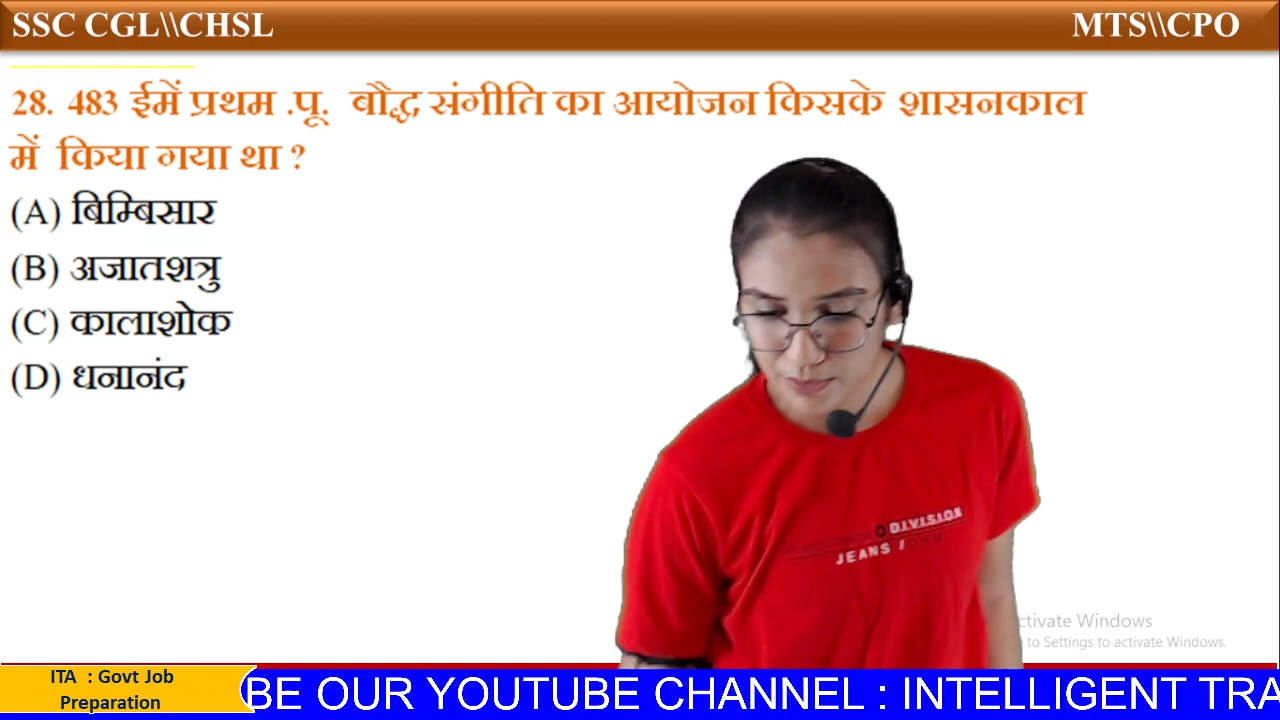 SSC CGL\\CHSL MTS\\CPO
28. 483 ईमें प्रथम .पू. बौद्ध संगीति का आयोजन किसके शासनकाल
में किया गया था ?
(A) बिम्बिसार
(B) अजातशत्रु
(C) कालाशोक
(D) धनानंद
DIVISION
JEANS
ctivate Windows
to Settings to activate Windows.
ITA : Govt Job
Preparation
BE OUR YOUTUBE CHANNEL : INTELLIGENT TRA